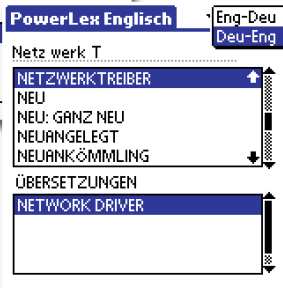 PowerLex Englisch
Eng-Deu
Deu-Eng
Netz werk T
NETZWERKTREIBER
NEU
NEU: GANZ NEU
NEUANGELEGT
NEUANKÖMMLING
ÜBERSETZUNGEN
NETWORK DRIVER